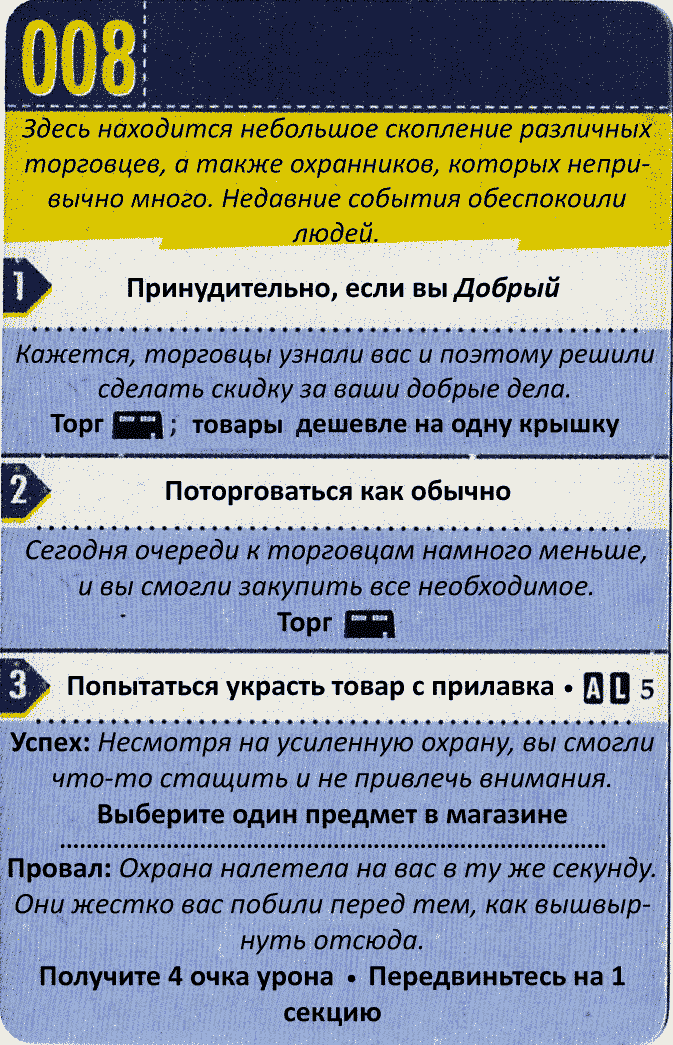 008
Здесь находится небольшое скопление различных
торговцев, а также охранников, которых непри-
вычно много. Недавние события обеспокоили
людей.
1
Принудительно, если вы Добрый
Кажется, торговцы узнали вас и поэтому решили
сделать скидку за ваши добрые дела.
Торг ; товары дешевле на одну крышку
2
Поторговаться как обычно
Сегодня очереди к торговцам намного меньше,
и вы смогли закупить все необходимое.
Торг
3
Попытаться украсть товар с прилавка • A L 5
Успех: Несмотря на усиленную охрану, вы смогли
что-то стащить и не привлечь внимания.
Выберите один предмет в магазине
Провал: Охрана налетела на вас в ту же секунду.
Они жестко вас побили перед тем, как вышвыр-
нуть отсюда.
Получите 4 очка урона • Передвиньтесь на 1
секцию